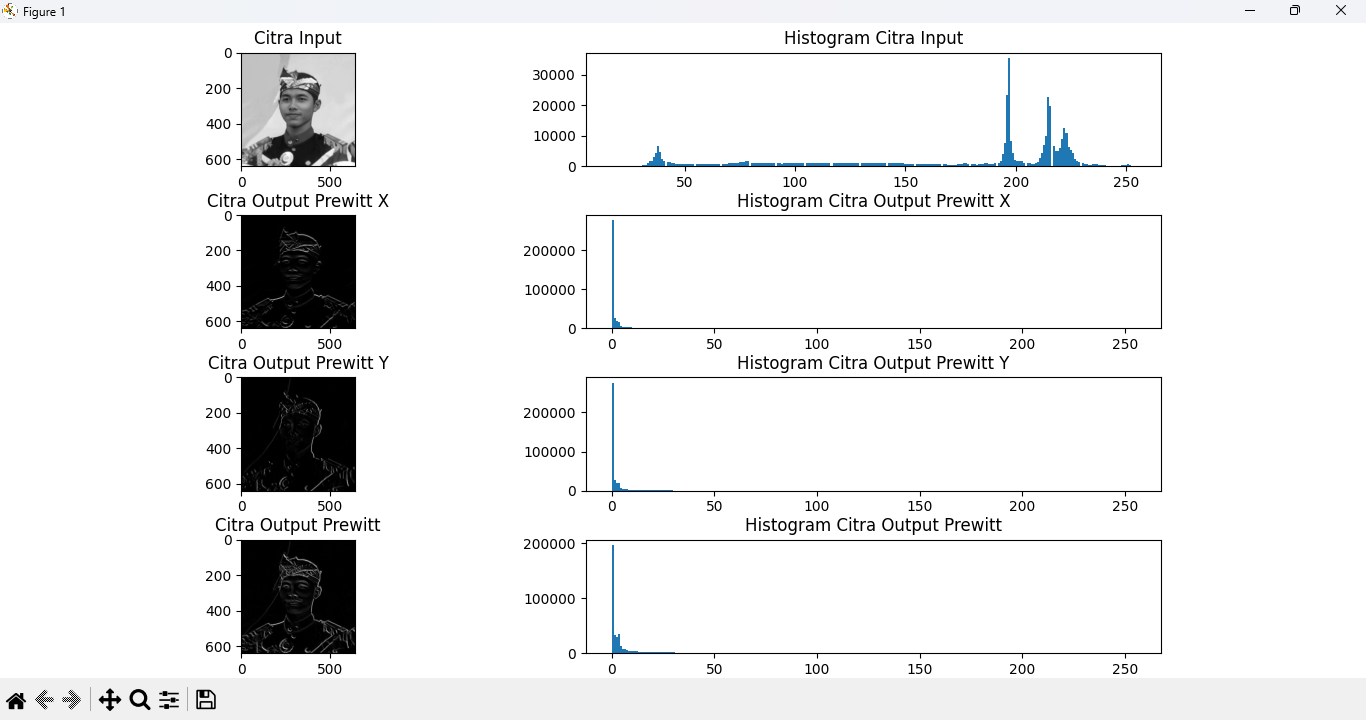 Figure 1
Citra Input
Histogram Citra Input
0
200
400
600
0 500
30000
20000
10000
0
50 100 150 200 250
Citra Output Prewitt X
Histogram Citra Output Prewitt X
0
200
400
600
0 500
200000
100000
0
0 50 100 150 200 250
Citra Output Prewitt Y
Histogram Citra Output Prewitt Y
0
200
400
600
0 500
200000
100000
0
0 50 100 150 200 250
Citra Output Prewitt
Histogram Citra Output Prewitt
0
200
400
600
0 500
200000
100000
0
0 50 100 150 200 250